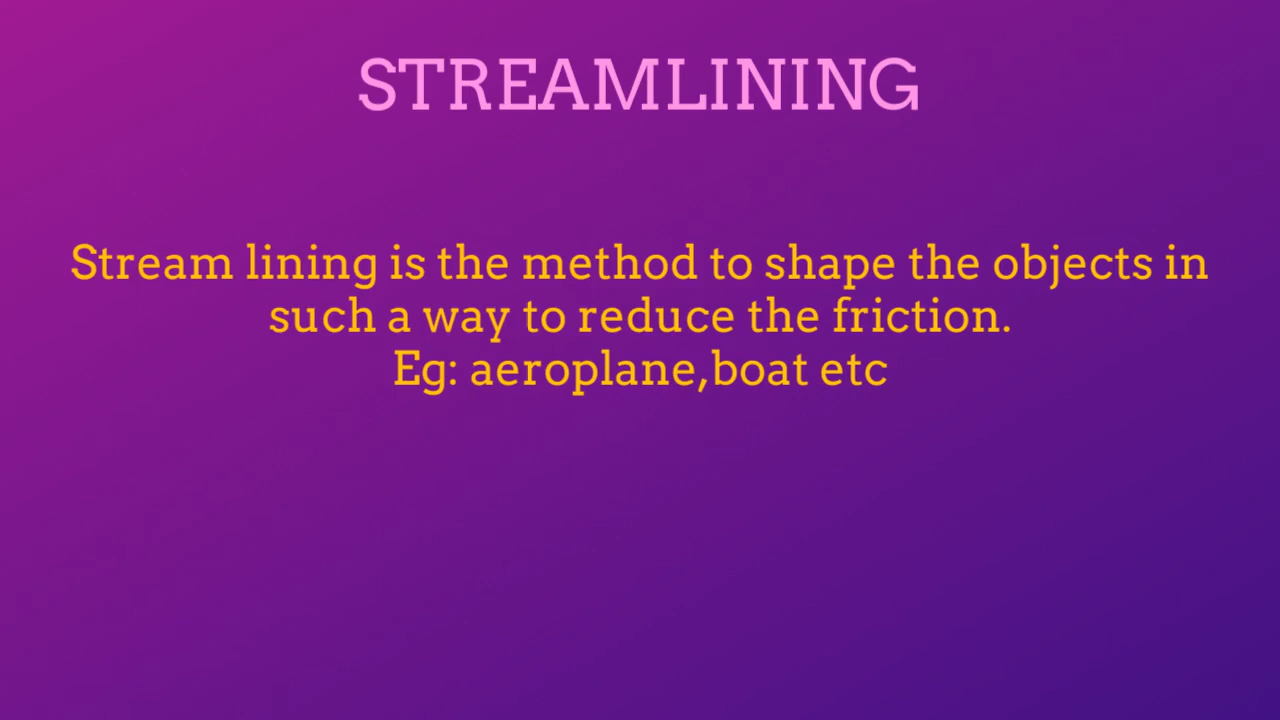 STREAMLINING
Stream lining is the method to shape the objects in
such a way to reduce the friction.
Eg: aeroplane,boat etc